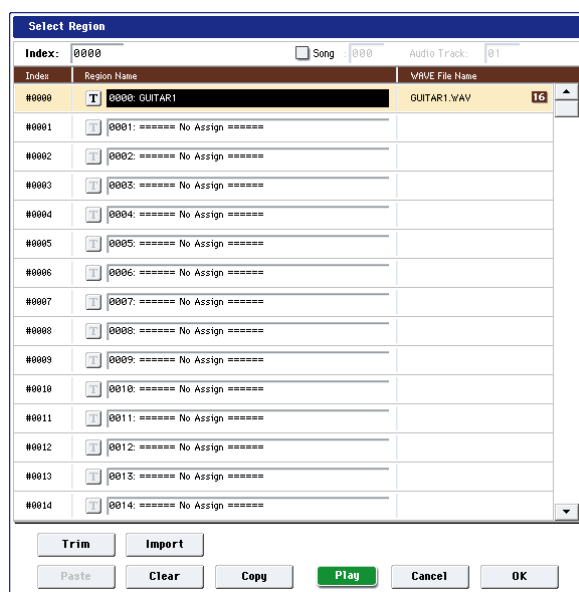 Select Region
Index: 0000 Song : 000 Audio Track: 01
Index Region Name WAVE File Name
#0000 T 0000: GUITAR1 GUITAR1.WAV 16
#0001 T 0001: ====== No Assign ======
#0002 T 0002: ====== No Assign ======
#0003 T 0003: ====== No Assign ======
#0004 T 0004: ====== No Assign ======
#0005 T 0005: ====== No Assign ======
#0006 T 0006: ====== No Assign ======
#0007 T 0007: ====== No Assign ======
#0008 T 0008: ====== No Assign ======
#0009 T 0009: ====== No Assign ======
#0010 T 0010: ====== No Assign ======
#0011 T 0011: ====== No Assign ======
#0012 T 0012: ====== No Assign ======
#0013 T 0013: ====== No Assign ======
#0014 T 0014: ====== No Assign ======
Trim Import
Paste Clear Copy Play Cancel OK